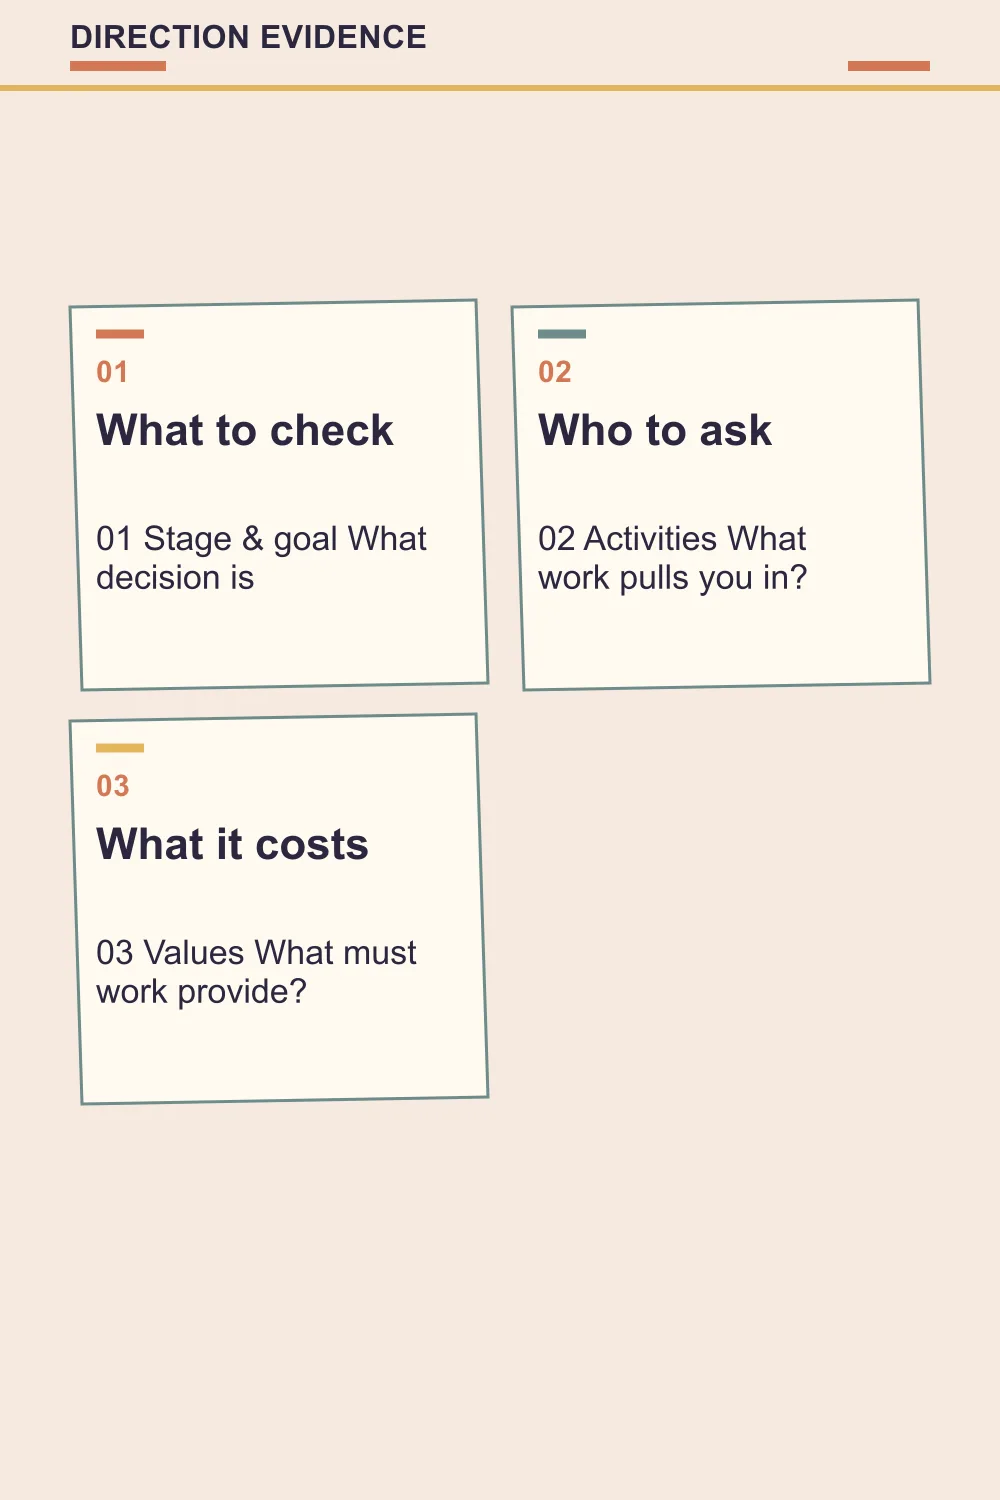 DIRECTION EVIDENCE
01
What to check
01 Stage & goal What
decision is
02
Who to ask
02 Activities What
work pulls you in?
03
What it costs
03 Values What must
work provide?